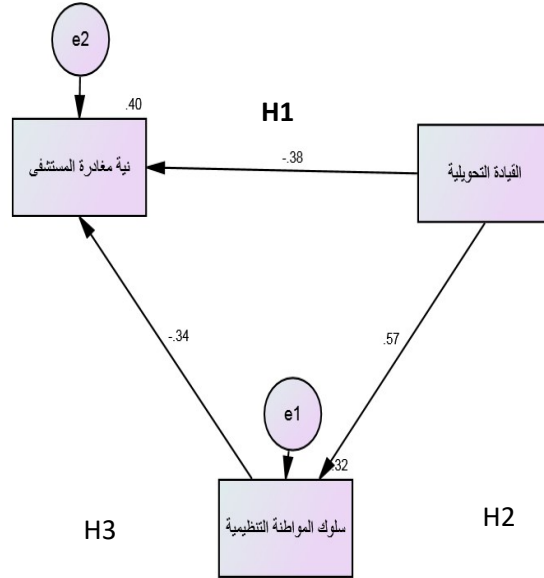 e2
.40
H1
نية مغادرة المستشفى
-.38
القيادة التحويلية
-.34
.57
e1
.32
سلوك المواطنة التنظيمية
H3
H2